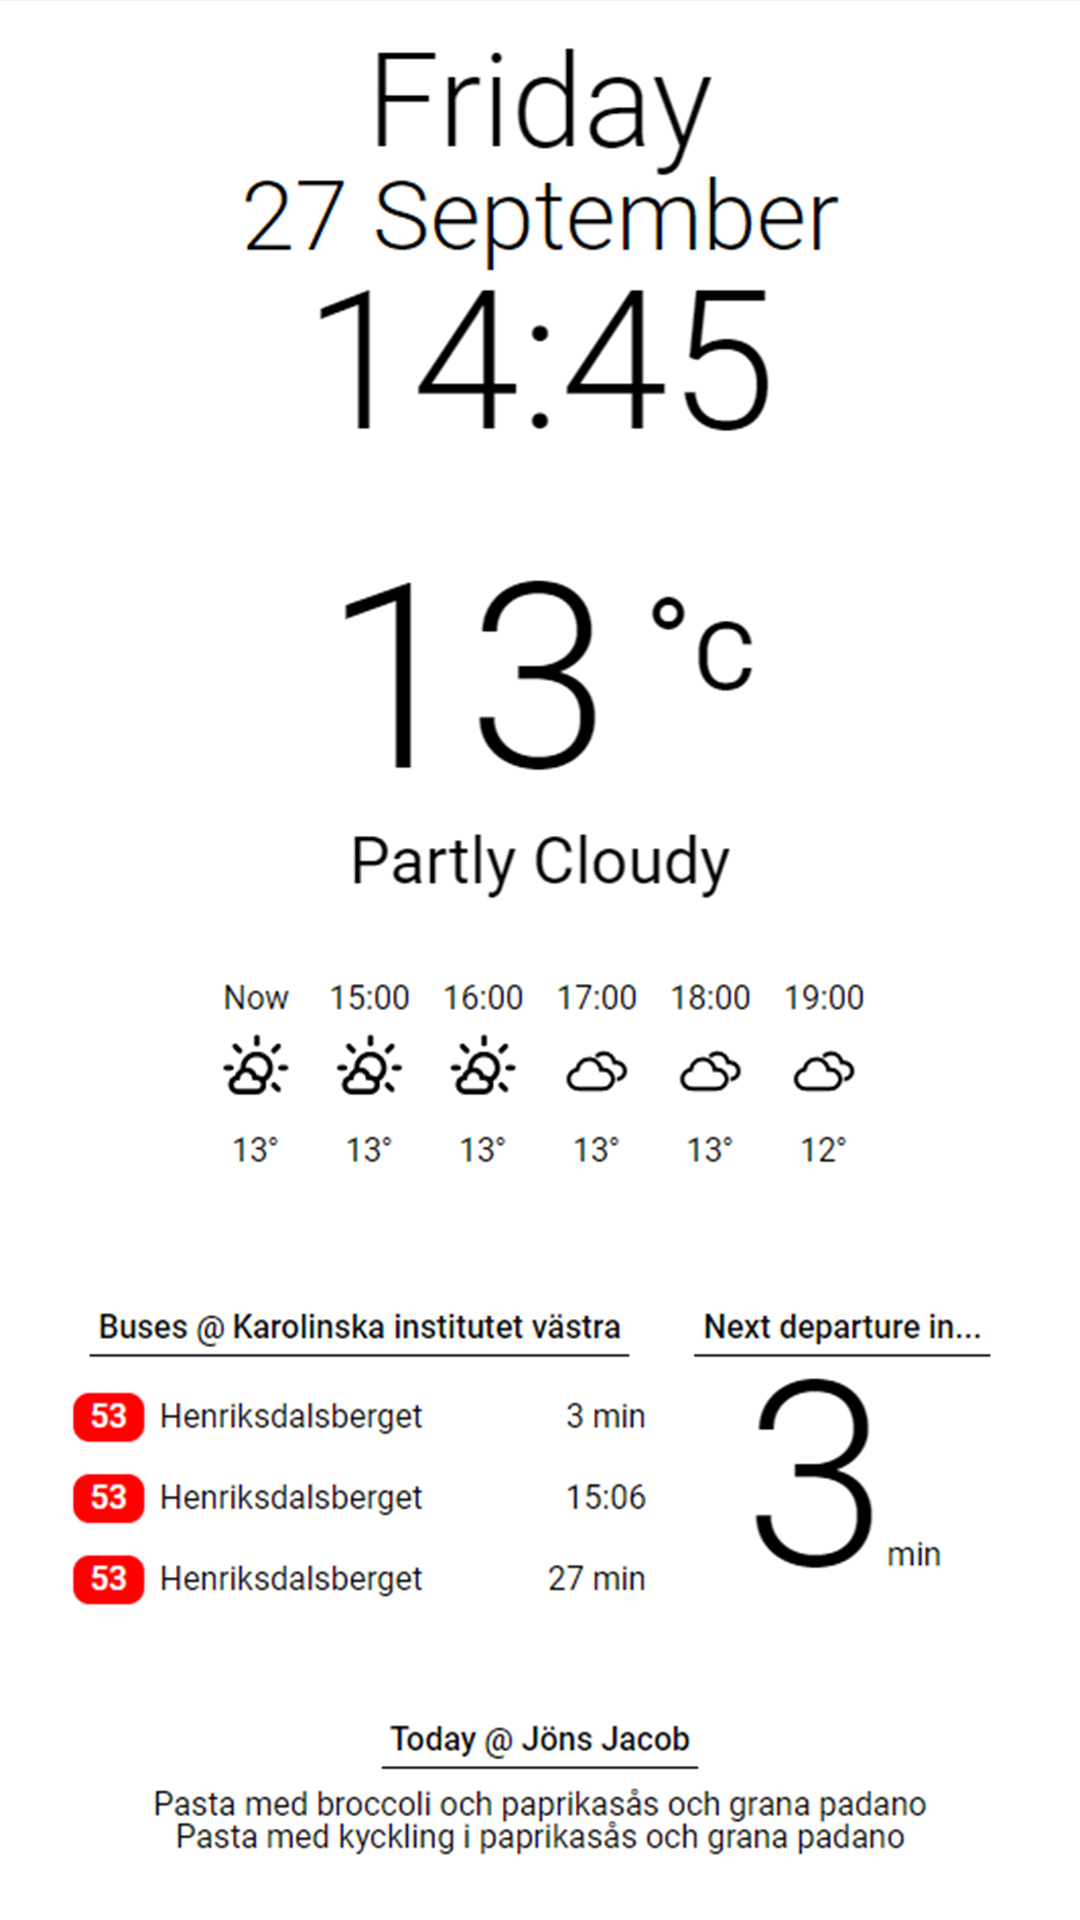 Friday
27 September
14:45
13 °C
Partly Cloudy
Now 15:00 16:00 17:00 18:00 19:00
13° 13° 13° 13° 13° 12°
Buses @ Karolinska institutet västra
53 Henriksdalsberget 3 min
53 Henriksdalsberget 15:06
53 Henriksdalsberget 27 min
Next departure in...
3 min
Today @ Jöns Jacob
Pasta med broccoli och paprikasås och grana padano
Pasta med kyckling i paprikasås och grana padano